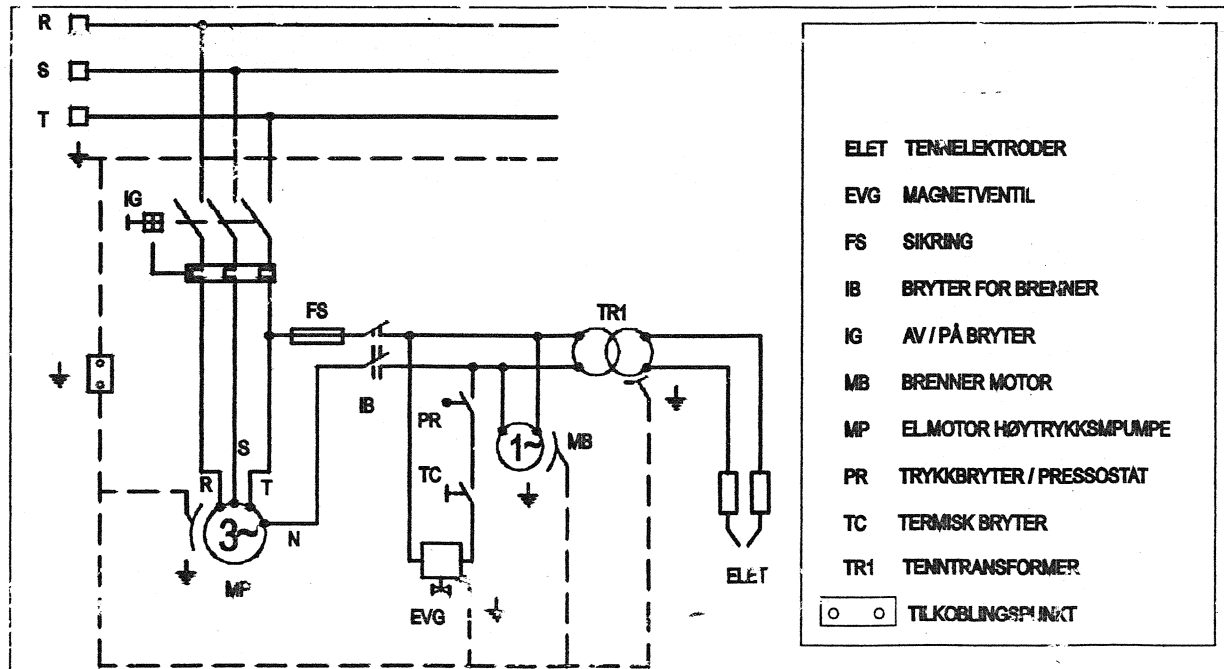 R
S
T
IG
FS
TR1
IB
PR
MB
S
TC
R
T
3~
1~
N
MP
EVG
ELET
ELET TENNELEKTRODER
EVG MAGNETVENTIL
FS SIKRING
IB BRYTER FOR BRENNER
IG AV / PÅ BRYTER
MB BRENNER MOTOR
MP EL.MOTOR HØYTRYKKSMPUMPE
PR TRYKKBRYTER / PRESSOSTAT
TC TERMISK BRYTER
TR1 TENNTRANSFORMER
TILKOBLINGSPUNKT